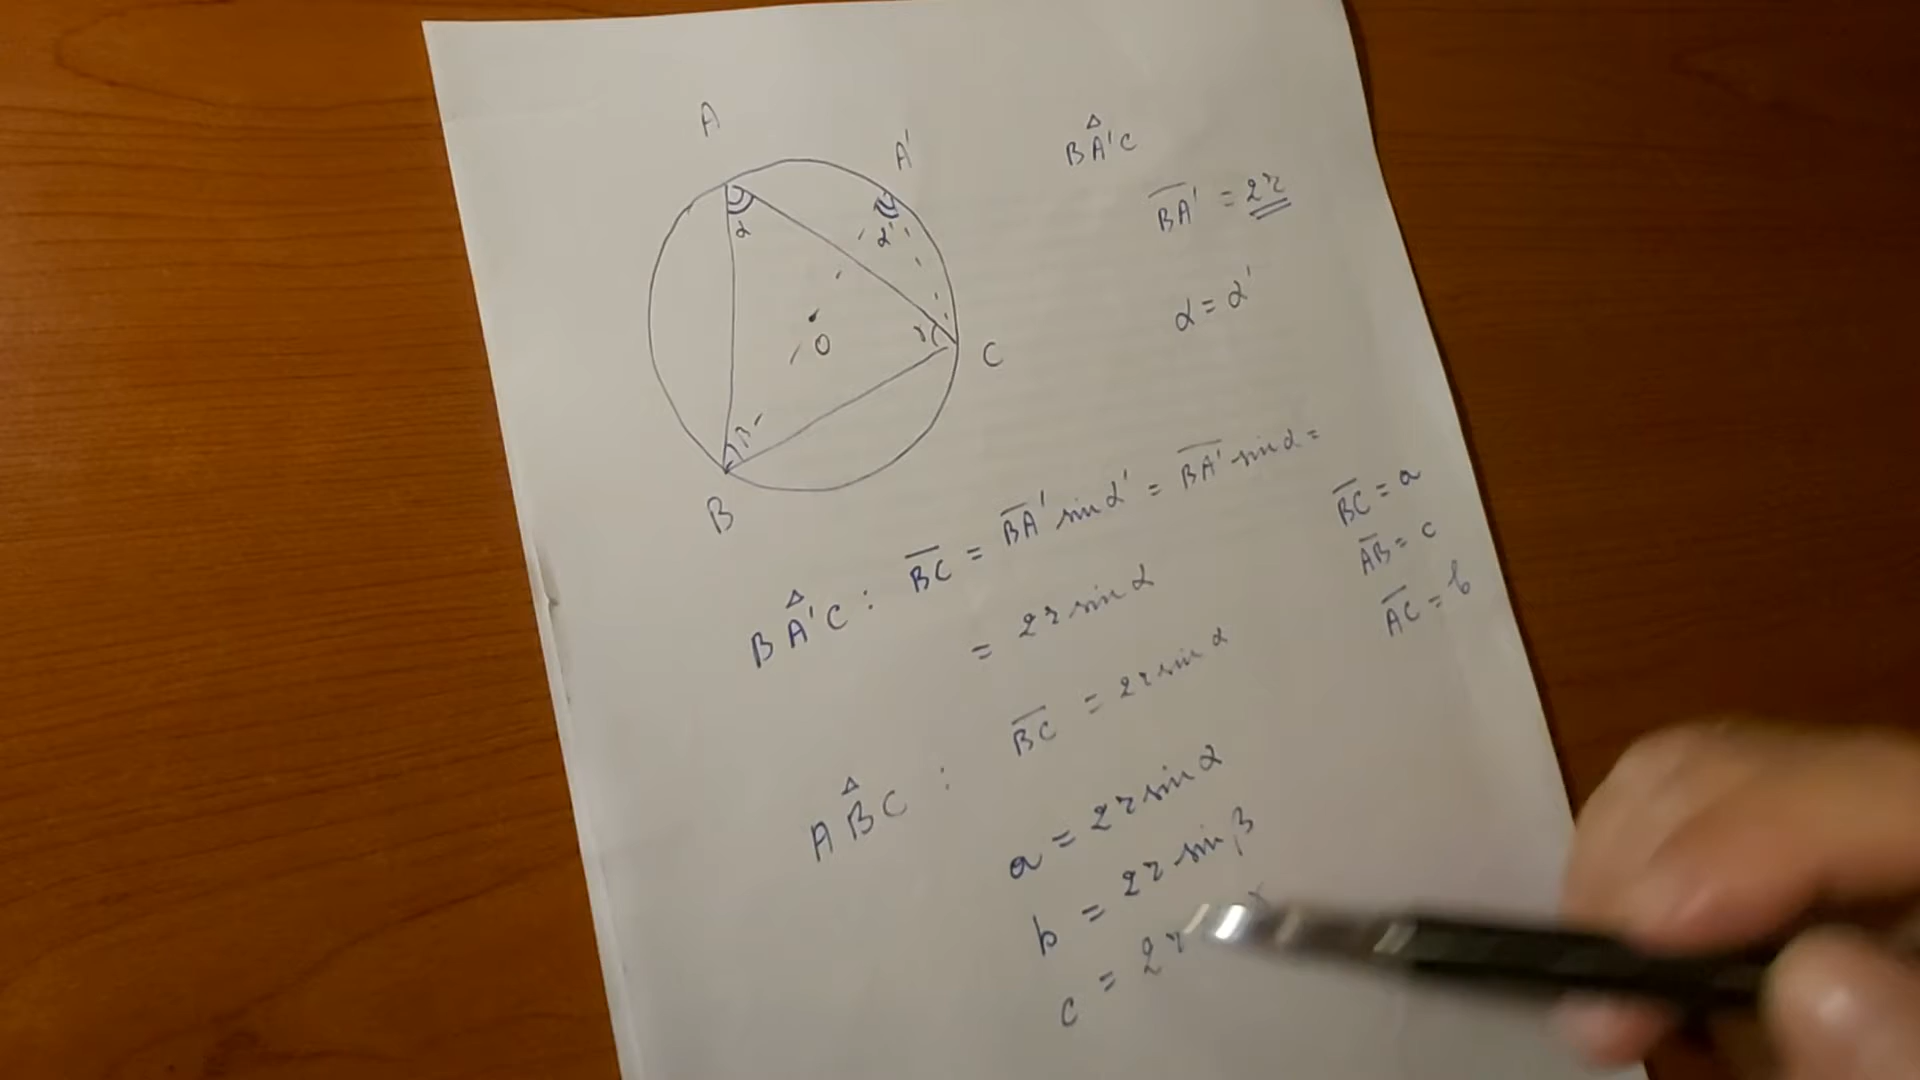 A
A'
α
α'
O
γ
C
β
B
BA'C
BA' = 2r
α = α'
BA'C : BC = BA' sin α' = BA' sin α =
= 2r sin α
BC = a
AB = c
AC = b
ABC : BC = 2r sin α
a = 2r sin α
b = 2r sin β
c = 2r